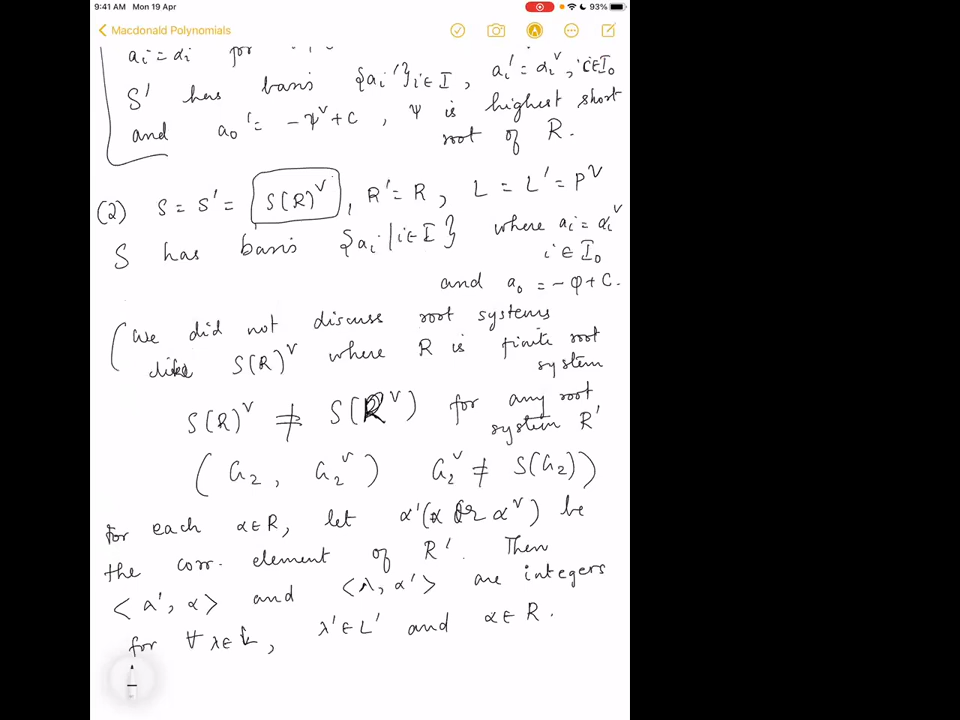 9:41 AM Mon 19 Apr
93%
Macdonald Polynomials
aᵢ = αᵢ for
S' has basis {aᵢ'}ᵢ∈I, aᵢ' = αᵢ^∨, i∈I₀
and a₀' = -ψ^∨ + c, ψ is highest short root of R.
(2) S = S' = S(R)^∨, R' = R, L = L' = P^∨
S has basis {aᵢ | i∈I} where aᵢ = αᵢ^∨ i∈I₀
and a₀ = -φ + c.
(We did not discuss root systems
like S(R)^∨ where R is finite root system
S(R)^∨ ≠ S(R^∨) for any root system R'
(G₂, G₂^∨) G₂^∨ ≠ S(G₂))
For each α∈R, let α'(α or α^∨) be
the corr. element of R'. Then
<a', α> and <λ, α'> are integers
for ∀ λ∈L, λ'∈L' and α∈R.